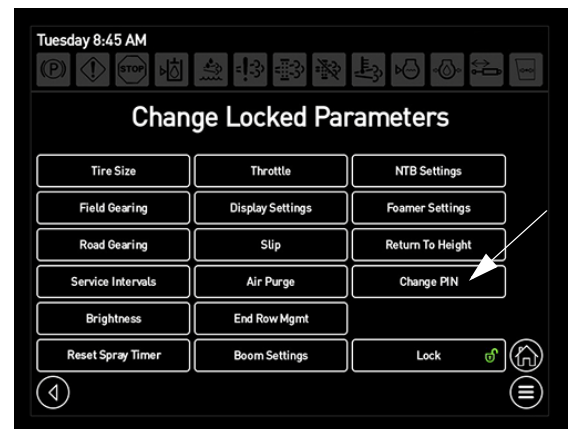 Tuesday 8:45 AM
(P) STOP
Change Locked Parameters
Tire Size Throttle NTB Settings
Field Gearing Display Settings Foamer Settings
Road Gearing Slip Return To Height
Service Intervals Air Purge Change PIN
Brightness End Row Mgmt
Reset Spray Timer Boom Settings Lock